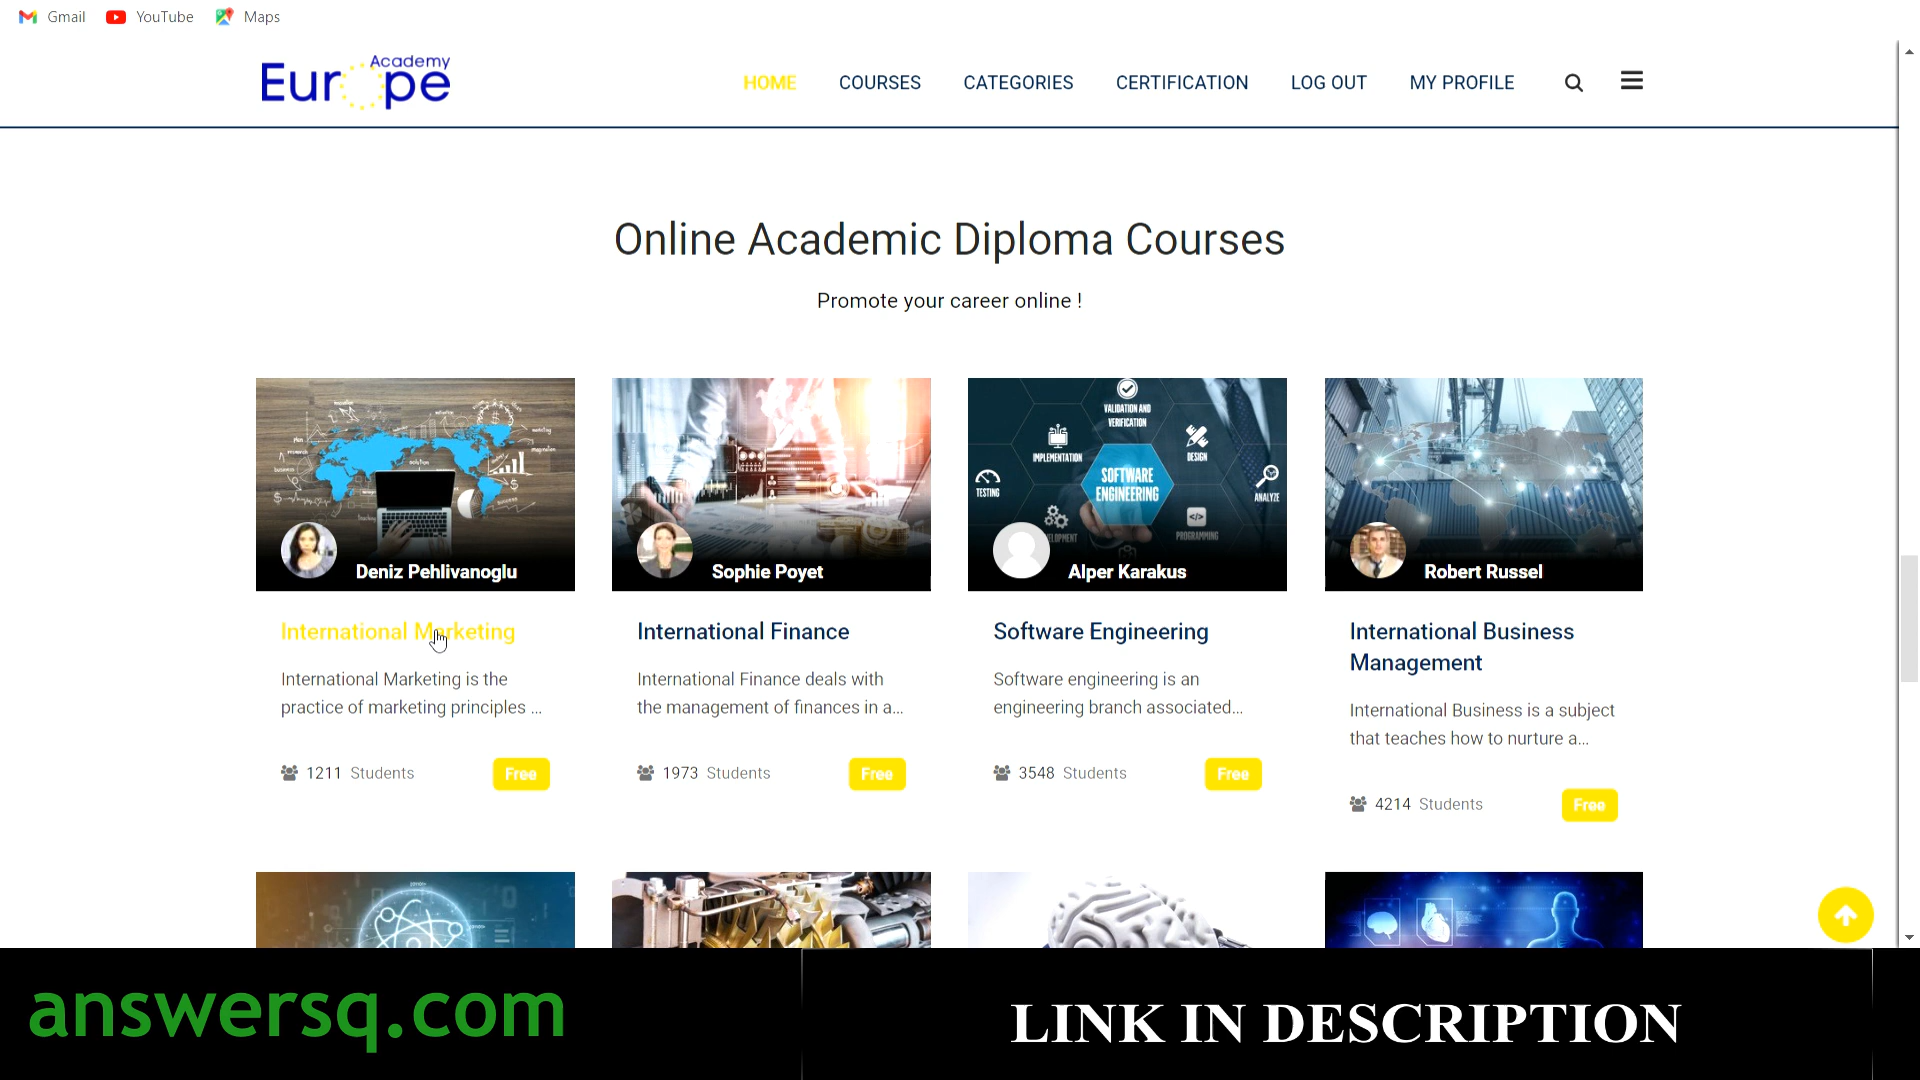 Gmail YouTube Maps
Academy
Europe
HOME COURSES CATEGORIES CERTIFICATION LOG OUT MY PROFILE
Online Academic Diploma Courses
Promote your career online !
VALIDATION AND
VERIFICATION
IMPLEMENTATION
DESIGN
TESTING
SOFTWARE
ENGINEERING
ANALYZE
PROGRAMMING
solution
Deniz Pehlivanoglu
Sophie Poyet
Alper Karakus
Robert Russel
International Marketing
International Marketing is the
practice of marketing principles ...
1211 Students
Free
International Finance
International Finance deals with
the management of finances in a...
1973 Students
Free
Software Engineering
Software engineering is an
engineering branch associated...
3548 Students
Free
International Business
Management
International Business is a subject
that teaches how to nurture a...
4214 Students
Free
answersq.com
LINK IN DESCRIPTION